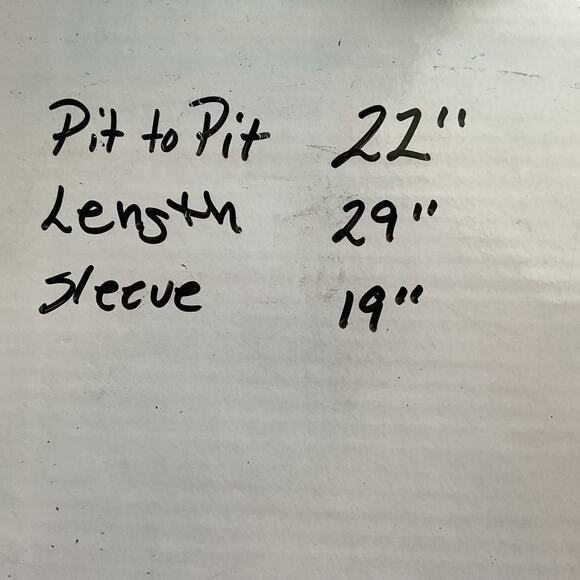 Pit to Pit 22"
Length 29"
Sleeve 19"